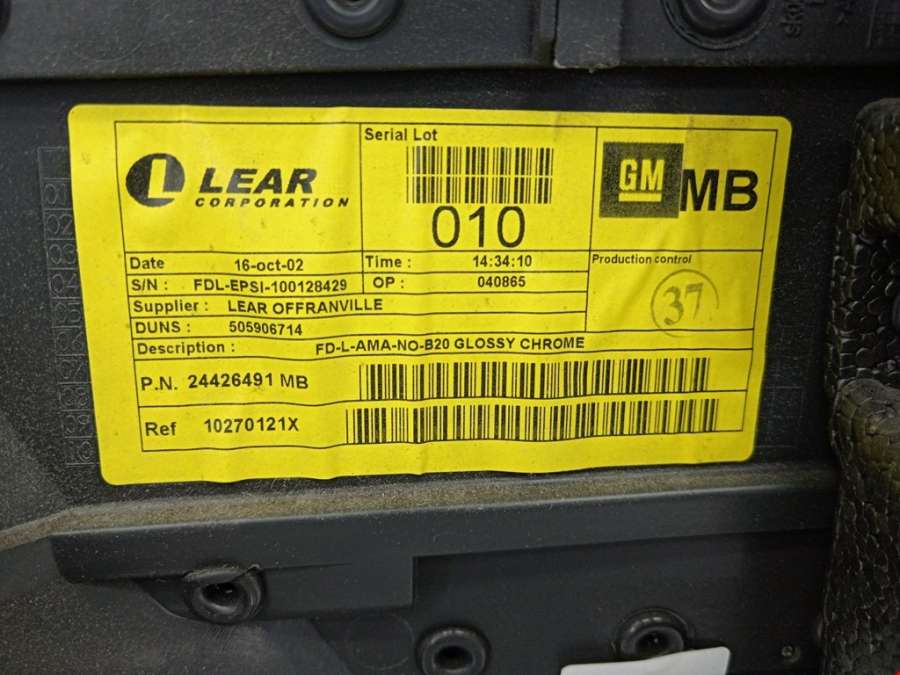 LEAR
CORPORATION
Serial Lot
010
GM MB
Date 16-oct-02
Time : 14:34:10
Production control
S/N : FDL-EPSI-100128429
OP : 040865
37
Supplier : LEAR OFFRANVILLE
DUNS : 505906714
Description : FD-L-AMA-NO-B20 GLOSSY CHROME
P.N. 24426491 MB
Ref 10270121X